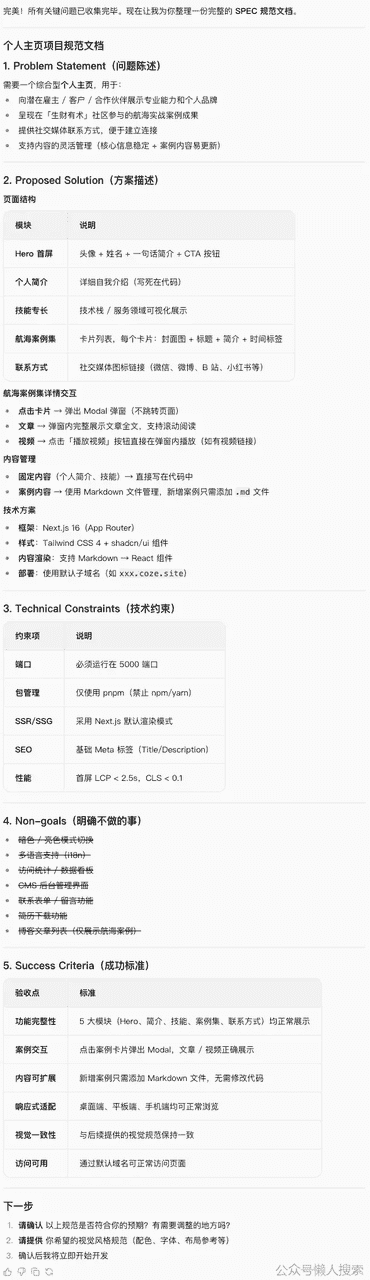 完美！所有关键问题已收集完毕。现在让我为你整理一份完整的 SPEC 规范文档。
个人主页项目规范文档
1. Problem Statement（问题陈述）
需要一个综合型个人主页，用于：
• 向潜在雇主 / 客户 / 合作伙伴展示专业能力和个人品牌
• 呈现在「生财有术」社区参与的航海实战案例成果
• 提供社交媒体联系方式，便于建立连接
• 支持内容的灵活管理（核心信息稳定 + 案例内容易更新）
2. Proposed Solution（方案描述）
页面结构
模块 说明
Hero 首屏 头像 + 姓名 + 一句话简介 + CTA 按钮
个人简介 详细自我介绍（写死在代码）
技能专长 技术栈 / 服务领域可视化展示
航海案例集 卡片列表，每个卡片：封面图 + 标题 + 简介 + 时间标签
联系方式 社交媒体图标链接（微信、微博、B 站、小红书等）
航海案例集详情交互
• 点击卡片 → 弹出 Modal 弹窗（不跳转页面）
• 文章 → 弹窗内完整展示文章全文，支持滚动阅读
• 视频 → 点击「播放视频」按钮直接在弹窗内播放（如有视频链接）
内容管理
• 固定内容（个人简介、技能）→ 直接写在代码中
• 案例内容 → 使用 Markdown 文件管理，新增案例只需添加 .md 文件
技术方案
• 框架：Next.js 16（App Router）
• 样式：Tailwind CSS 4 + shadcn/ui 组件
• 内容渲染：支持 Markdown → React 组件
• 部署：使用默认子域名（如 xxx.coze.site）
3. Technical Constraints（技术约束）
约束项 说明
端口 必须运行在 5000 端口
包管理 仅使用 pnpm（禁止 npm/yarn）
SSR/SSG 采用 Next.js 默认渲染模式
SEO 基础 Meta 标签（Title/Description）
性能 首屏 LCP < 2.5s，CLS < 0.1
4. Non-goals（明确不做的事）
• 暗色 / 亮色模式切换
• 多语言支持（i18n）
• 访问统计 / 数据看板
• CMS 后台管理界面
• 联系表单 / 留言功能
• 简历下载功能
• 博客文章列表（仅展示航海案例）
5. Success Criteria（成功标准）
验收点 标准
功能完整性 5 大模块（Hero、简介、技能、案例集、联系方式）均正常展示
案例交互 点击案例卡片弹出 Modal，文章 / 视频正确展示
内容可扩展 新增案例只需添加 Markdown 文件，无需修改代码
响应式适配 桌面端、平板端、手机端均可正常浏览
视觉一致性 与后续提供的视觉规范保持一致
访问可用 通过默认域名可正常访问页面
下一步
1. 请确认 以上规范是否符合你的预期？有需要调整的地方吗？
2. 请提供 你希望的视觉风格规范（配色、字体、布局参考等）
3. 确认后我将立即开始开发
公众号懒人搜索